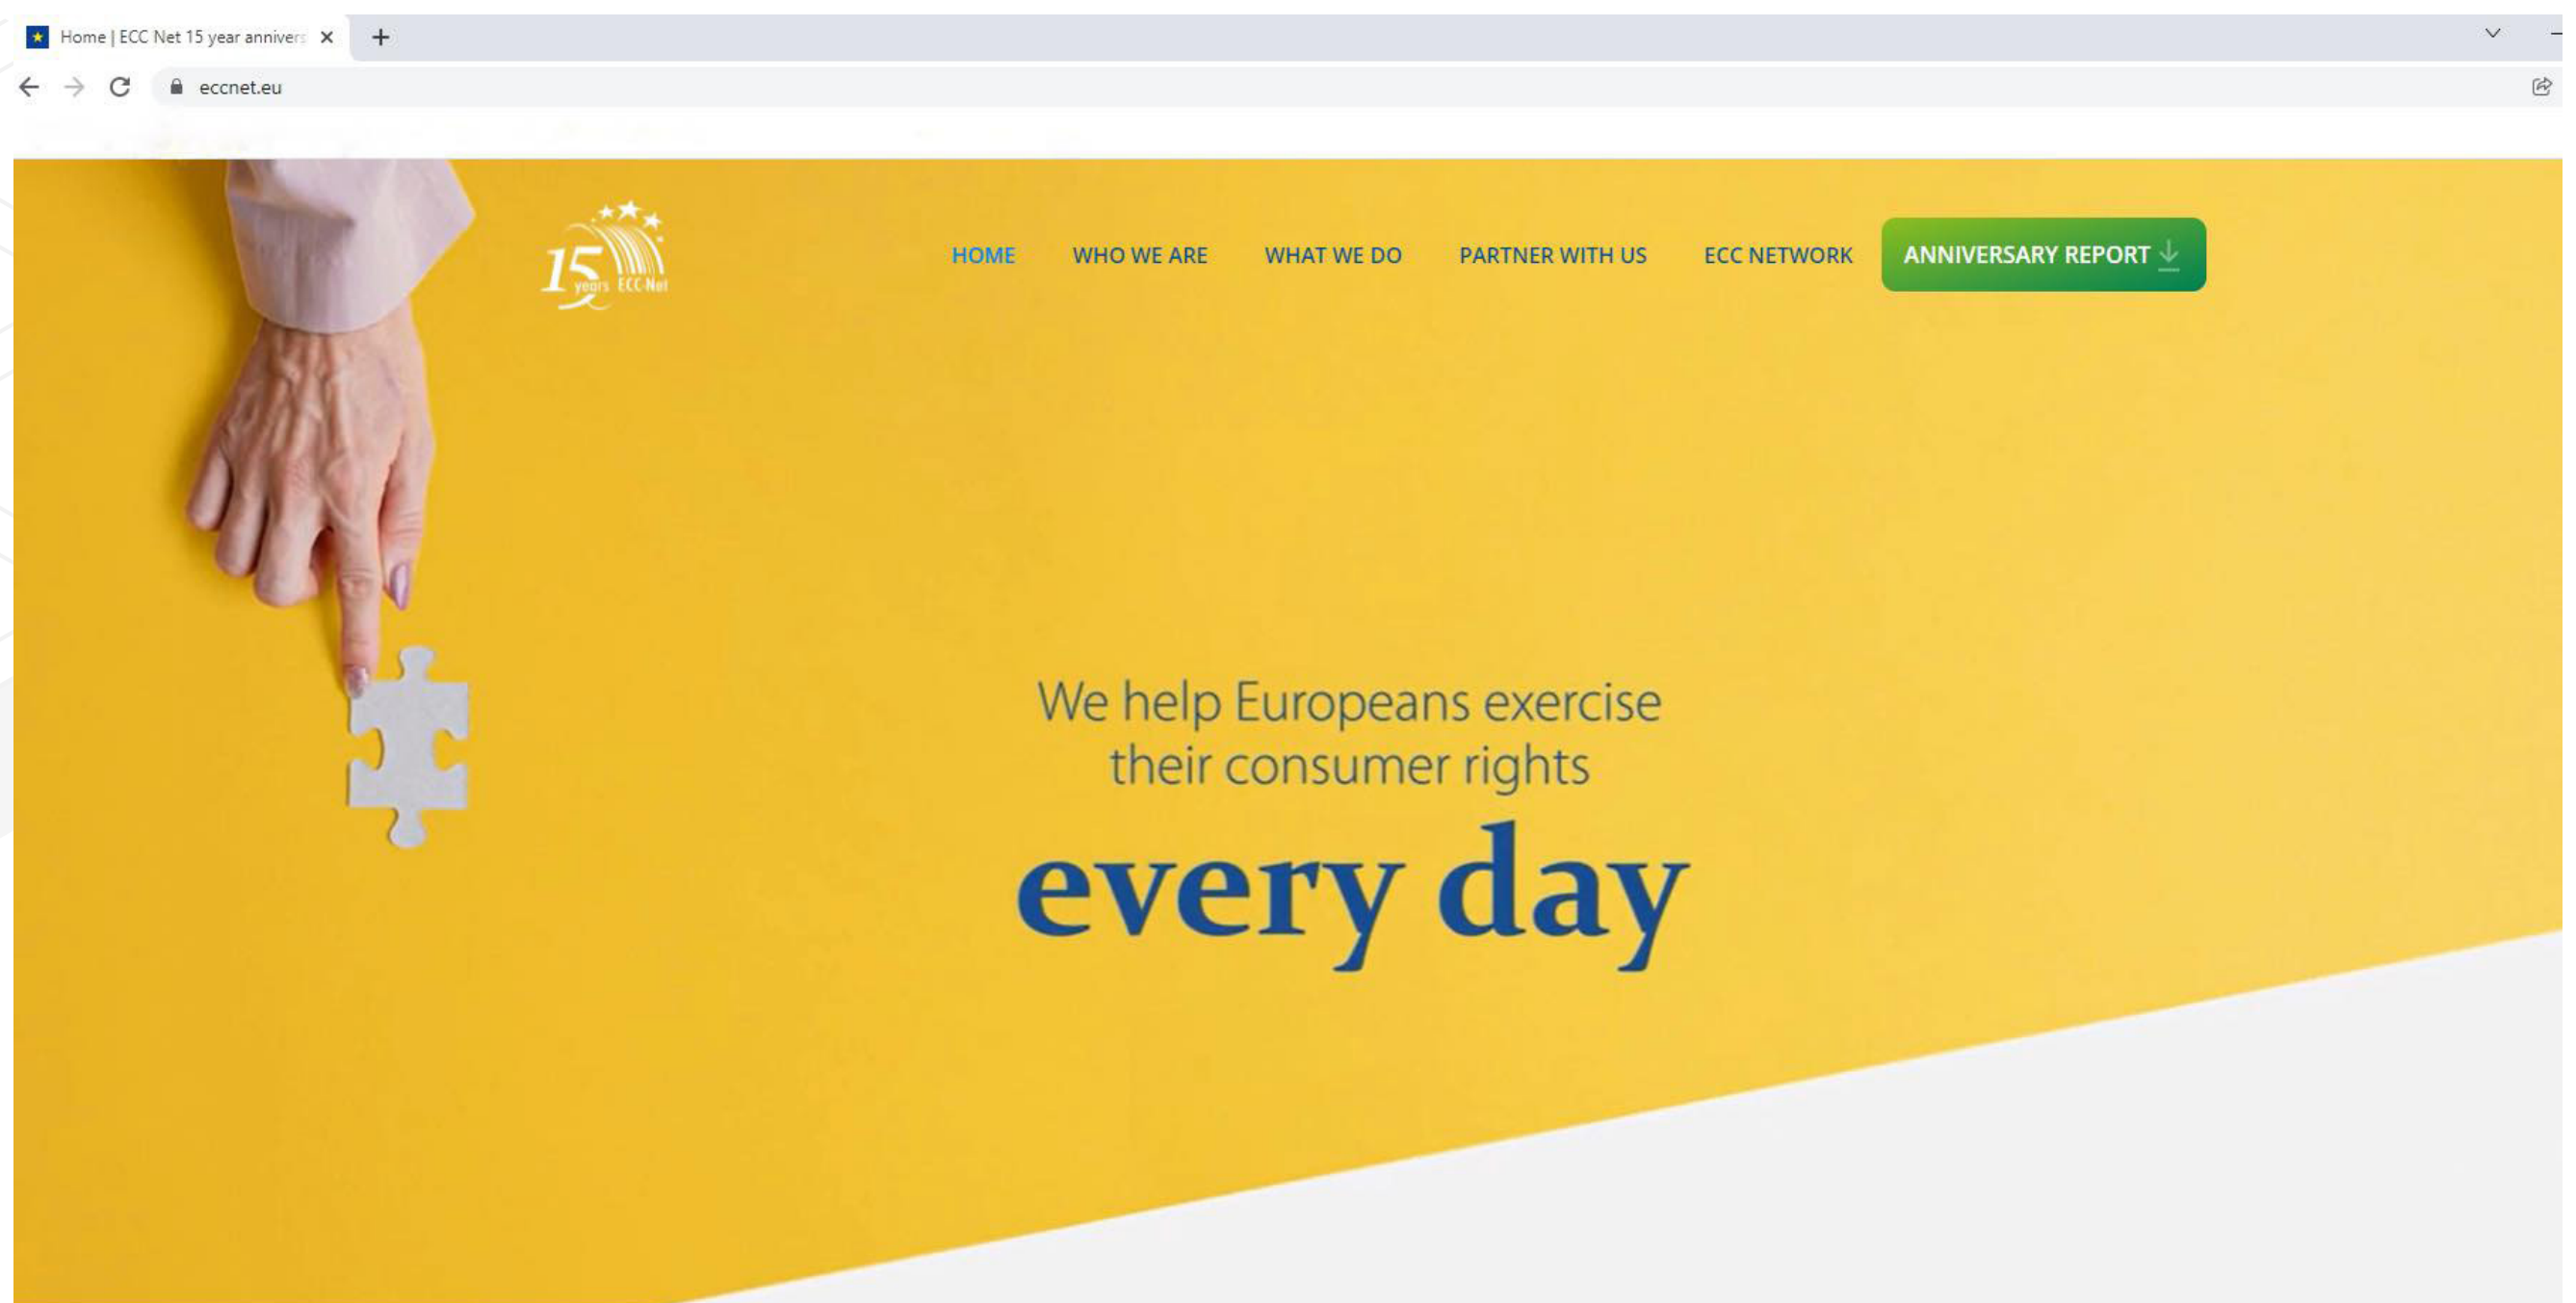 Home | ECC Net 15 year annivers
eccnet.eu
15
years ECC-Net
HOME WHO WE ARE WHAT WE DO PARTNER WITH US ECC NETWORK ANNIVERSARY REPORT
We help Europeans exercise
their consumer rights
every day